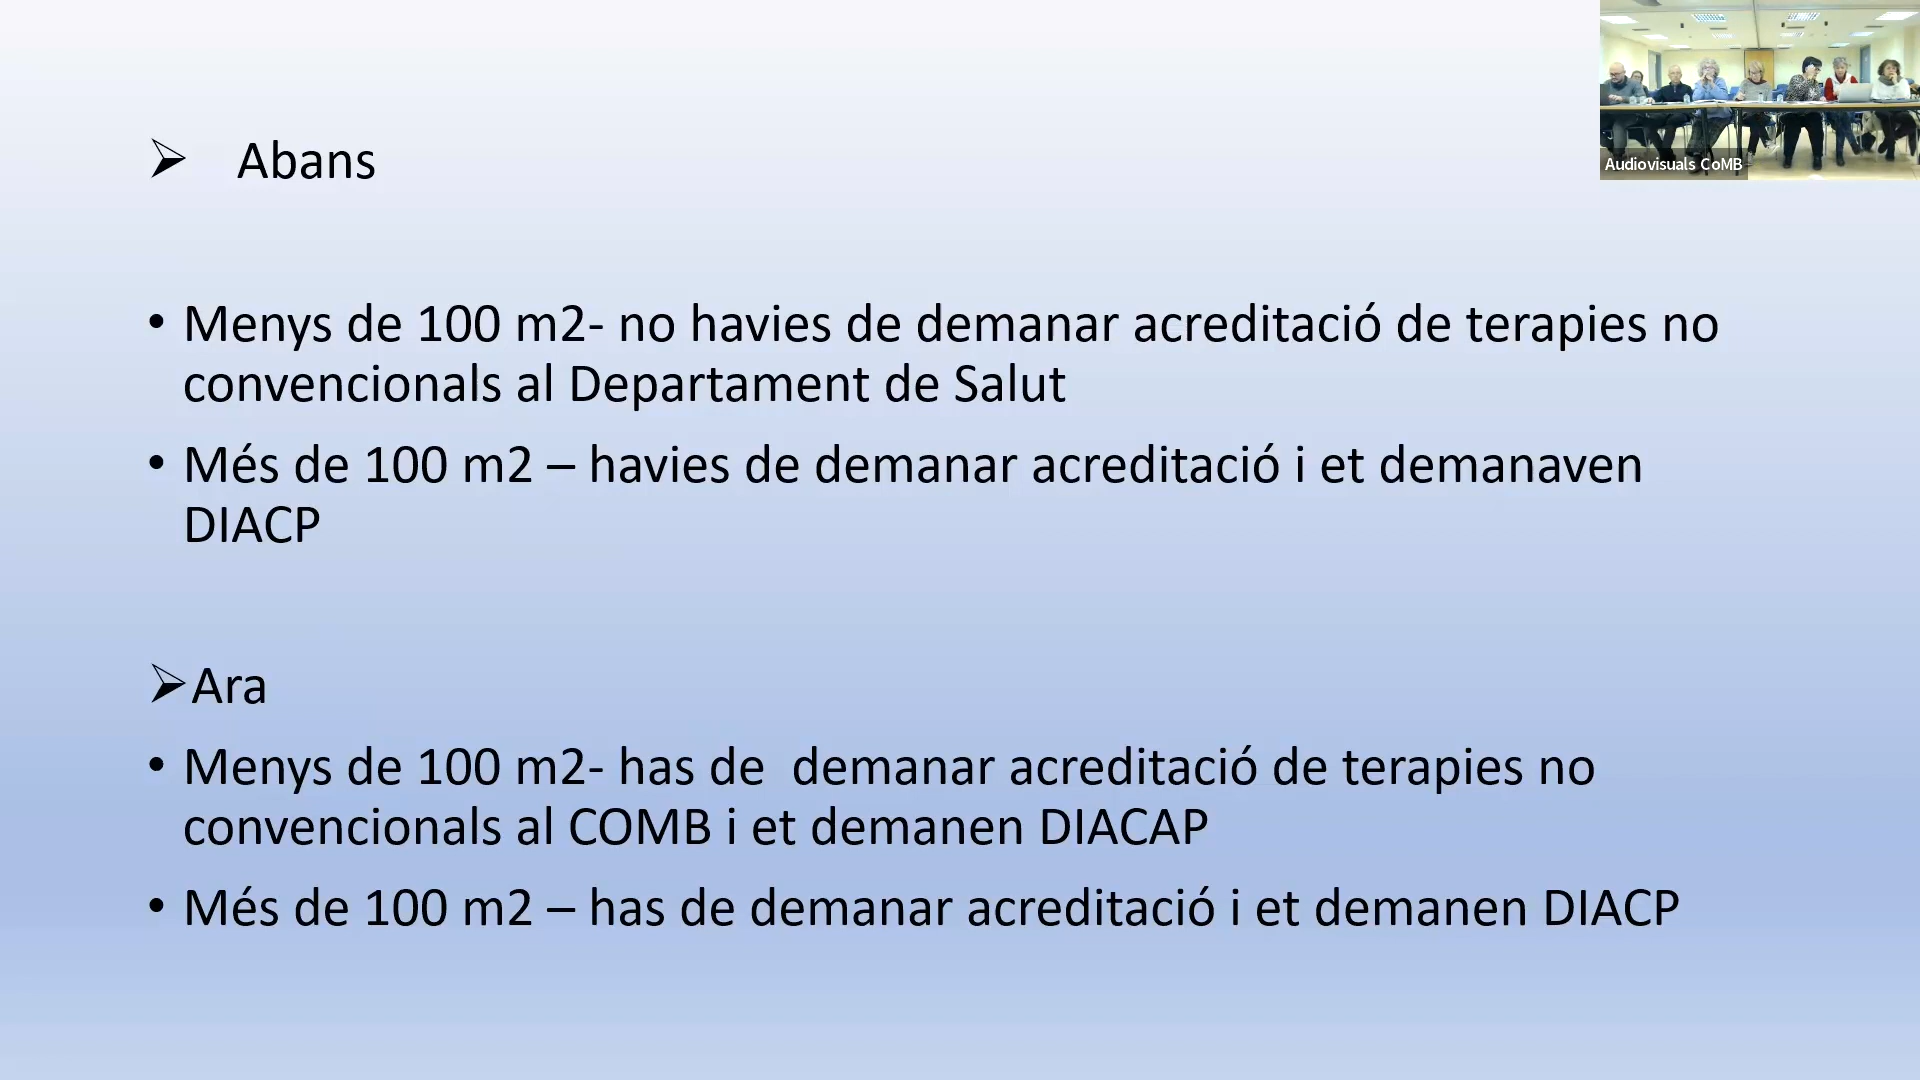 Audiovisuals CoMB
➢ Abans
• Menys de 100 m2- no havies de demanar acreditació de terapies no
convencionals al Departament de Salut
• Més de 100 m2 – havies de demanar acreditació i et demanaven
DIACP
➢Ara
• Menys de 100 m2- has de  demanar acreditació de terapies no
convencionals al COMB i et demanen DIACAP
• Més de 100 m2 – has de demanar acreditació i et demanen DIACP